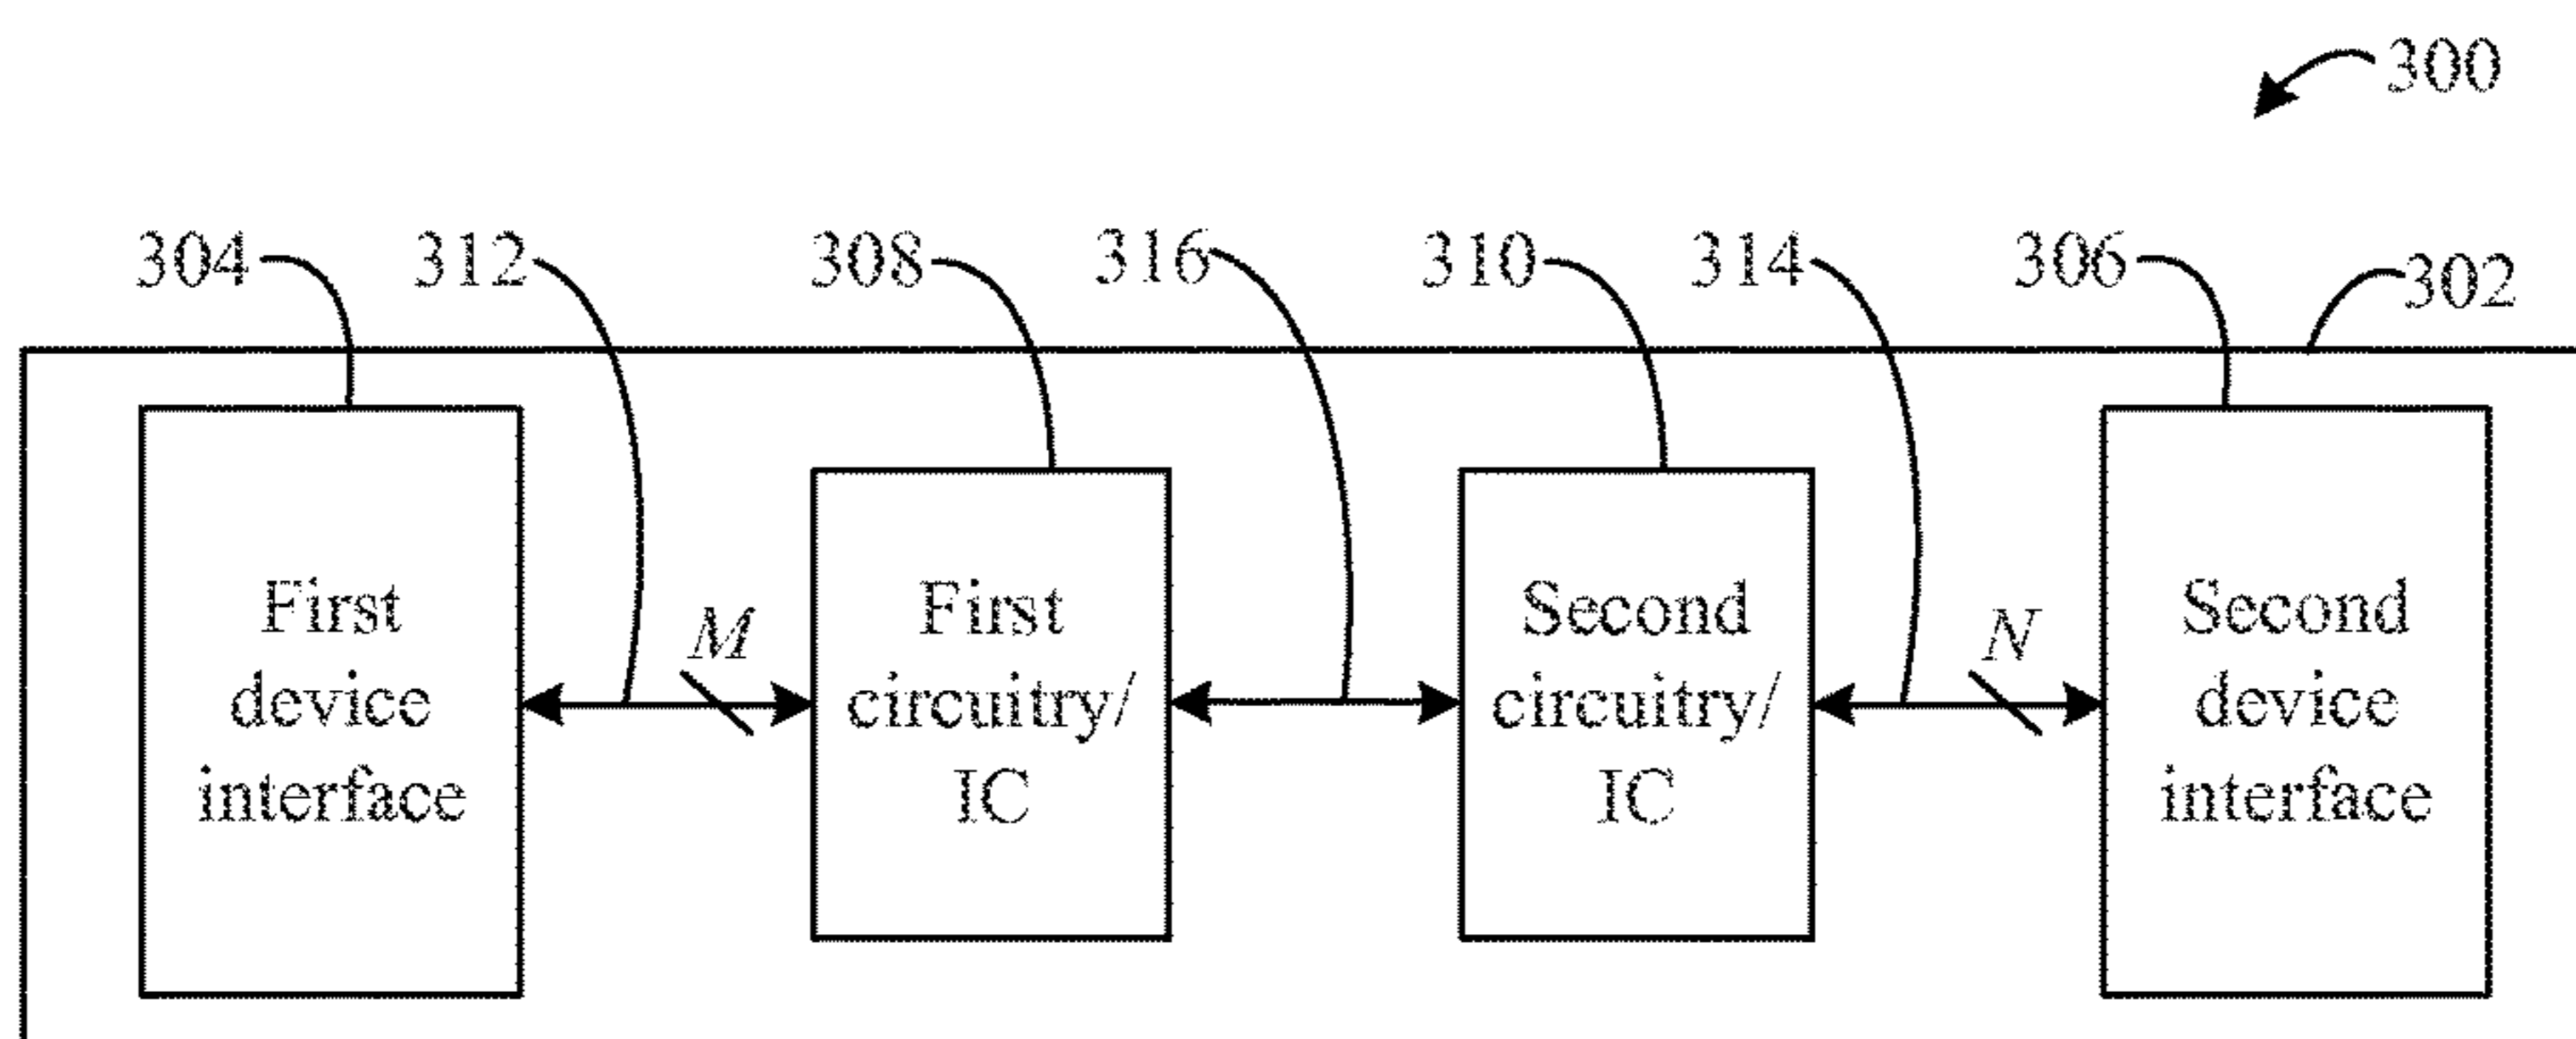 300
304 312 308 316 310 314 306 302
First device interface
M
First circuitry/ IC
Second circuitry/ IC
N
Second device interface